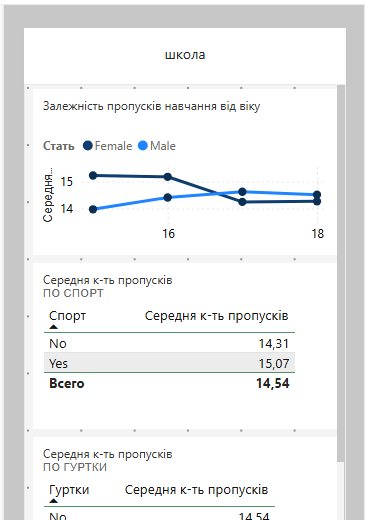 школа
Залежність пропусків навчання від віку
Стать Female Male
Середня...
15
14
16 18
Середня к-ть пропусків
ПО СПОРТ
Спорт Середня к-ть пропусків
No 14,31
Yes 15,07
Всего 14,54
Середня к-ть пропусків
ПО ГУРТКИ
Гуртки Середня к-ть пропусків
No 14,54